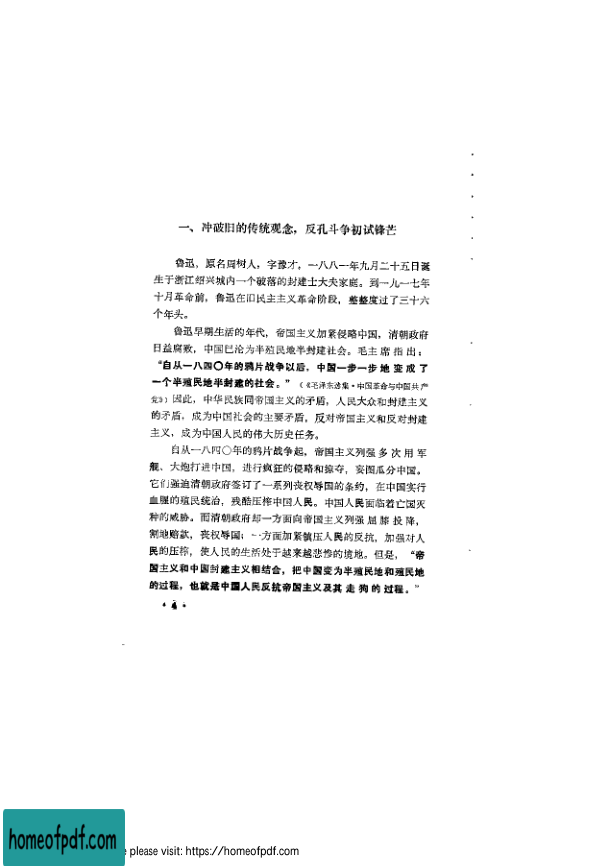 一、冲破旧的传统观念，反孔斗争初试锋芒
鲁迅，原名周树人，字豫才，一八八一年九月二十五日诞
生于浙江绍兴城内一个破落的封建士大夫家庭。到一九一七年
十月革命前，鲁迅在旧民主主义革命阶段，整整度过了三十六
个年头。
鲁迅早期生活的年代，帝国主义加紧侵略中国，清朝政府
日益腐败，中国已沦为半殖民地半封建社会。毛主席指出：
“自从一八四〇年的鸦片战争以后，中国一步一步地变成了
一个半殖民地半封建的社会。”（《毛泽东选集·中国革命与中国共产
党》）因此，中华民族同帝国主义的矛盾，人民大众和封建主义
的矛盾，成为中国社会的主要矛盾，反对帝国主义和反对封建
主义，成为中国人民的伟大历史任务。
自从一八四〇年的鸦片战争起，帝国主义列强多次用军
舰、大炮打进中国，进行疯狂的侵略和掠夺，妄图瓜分中国。
它们强迫清朝政府签订了一系列丧权辱国的条约，在中国实行
血腥的殖民统治，残酷压榨中国人民。中国人民面临着亡国灭
种的威胁。而清朝政府却一方面向帝国主义列强屈膝投降，
割地赔款，丧权辱国；一方面加紧镇压人民的反抗，加强对人
民的压榨，使人民的生活处于越来越悲惨的境地。但是，“帝
国主义和中国封建主义相结合，把中国变为半殖民地和殖民地
的过程，也就是中国人民反抗帝国主义及其走狗的过程。”
· 4 ·
homeofpdf.com
please visit: https://homeofpdf.com